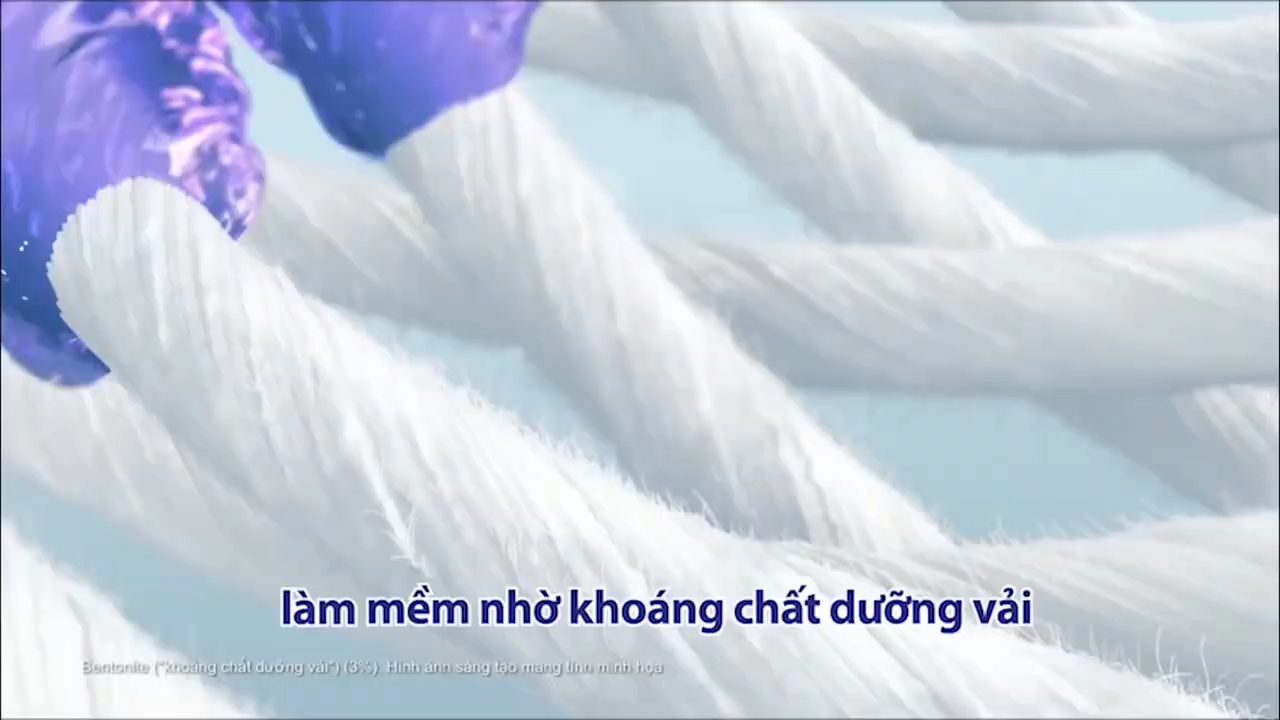 làm mềm nhờ khoáng chất dưỡng vải
Bentonite ("khoáng chất dưỡng vải") (3%). Hình ảnh sáng tạo mang tính minh họa